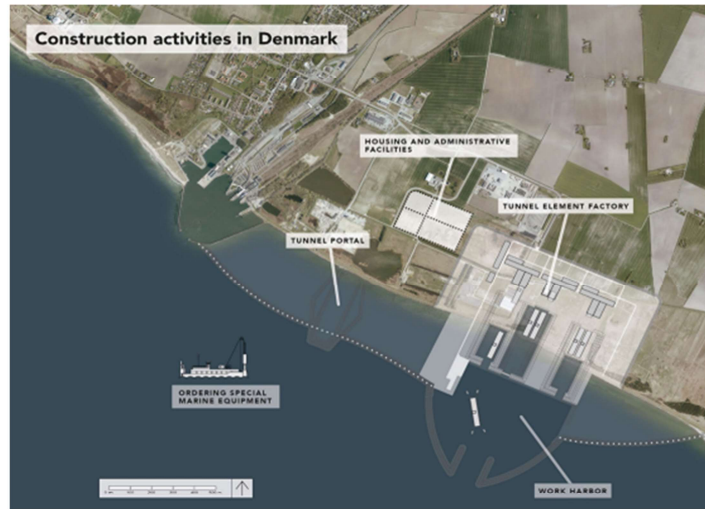 Construction activities in Denmark
HOUSING AND ADMINISTRATIVE
FACILITIES
TUNNEL ELEMENT FACTORY
TUNNEL PORTAL
ORDERING SPECIAL
MARINE EQUIPMENT
WORK HARBOR